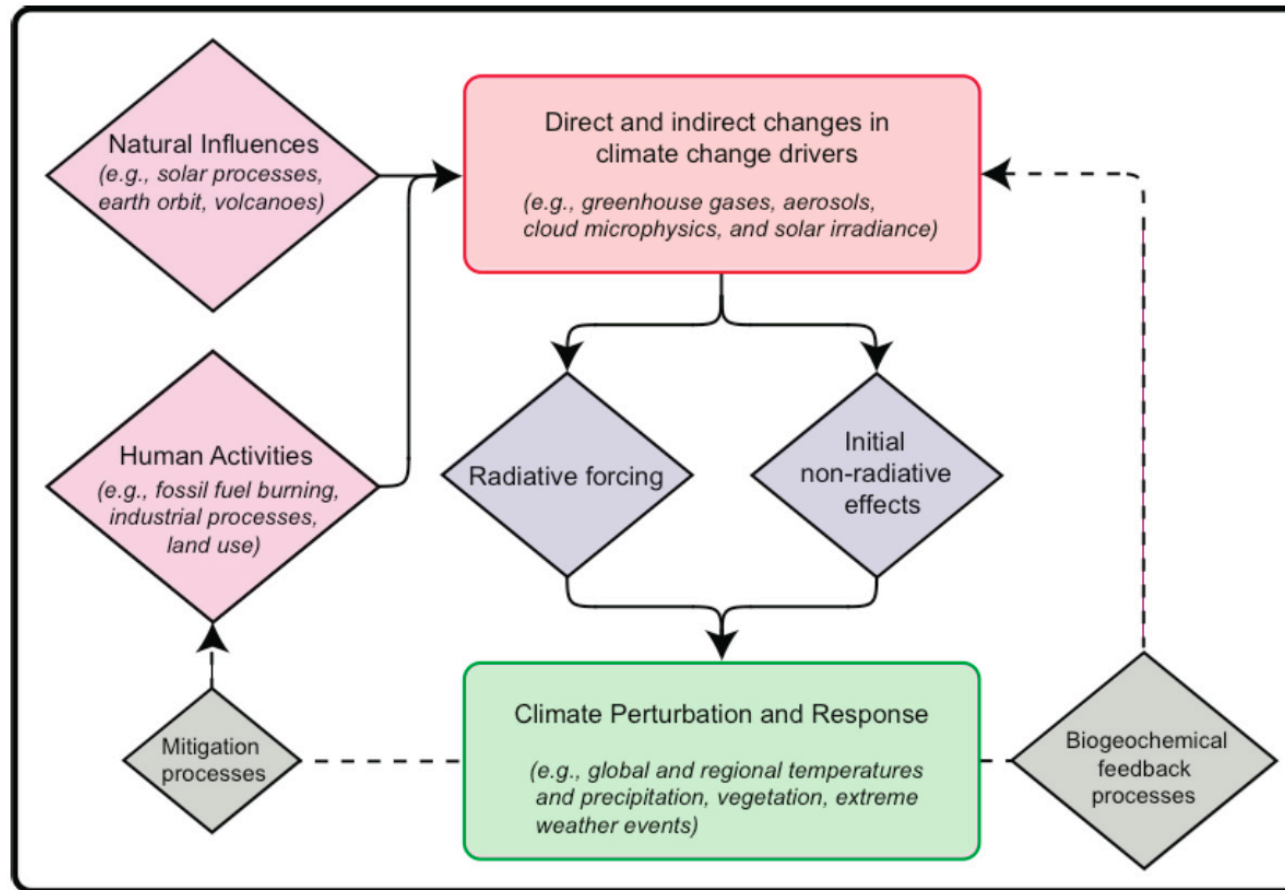 Natural Influences
(e.g., solar processes,
earth orbit, volcanoes)
Direct and indirect changes in
climate change drivers
(e.g., greenhouse gases, aerosols,
cloud microphysics, and solar irradiance)
Human Activities
(e.g., fossil fuel burning,
industrial processes,
land use)
Radiative forcing
Initial
non-radiative
effects
Mitigation
processes
Climate Perturbation and Response
(e.g., global and regional temperatures
and precipitation, vegetation, extreme
weather events)
Biogeochemical
feedback
processes